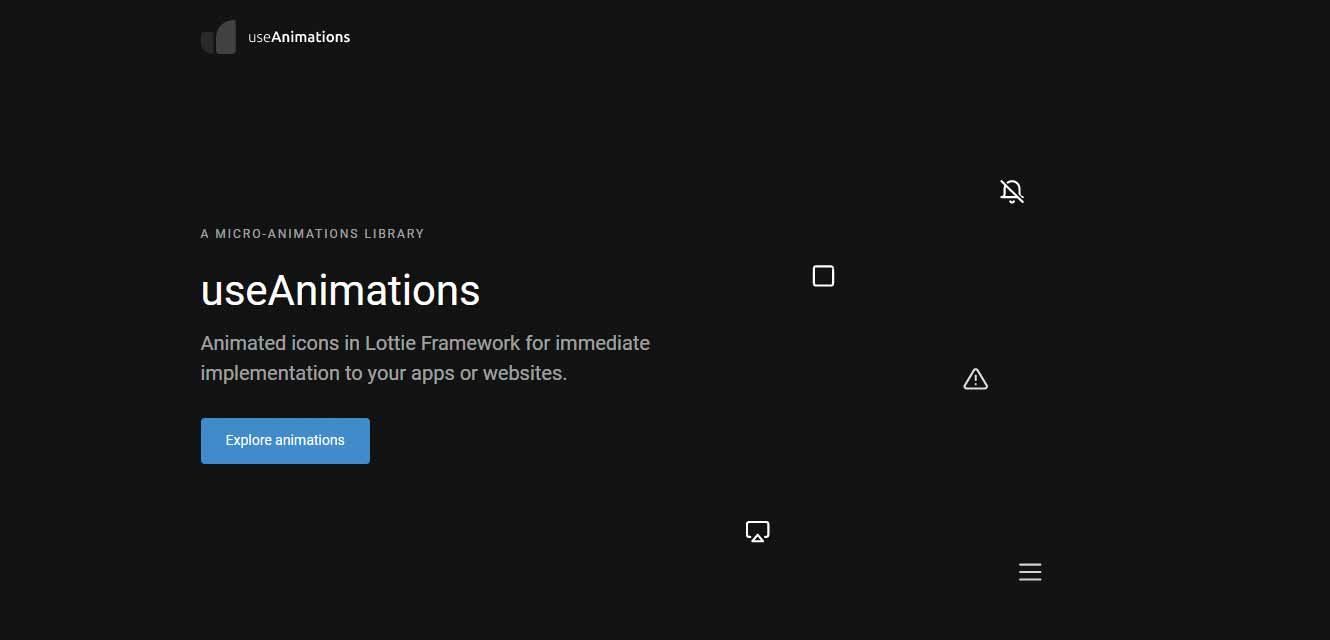 useAnimations
A MICRO-ANIMATIONS LIBRARY
useAnimations
Animated icons in Lottie Framework for immediate
implementation to your apps or websites.
Explore animations